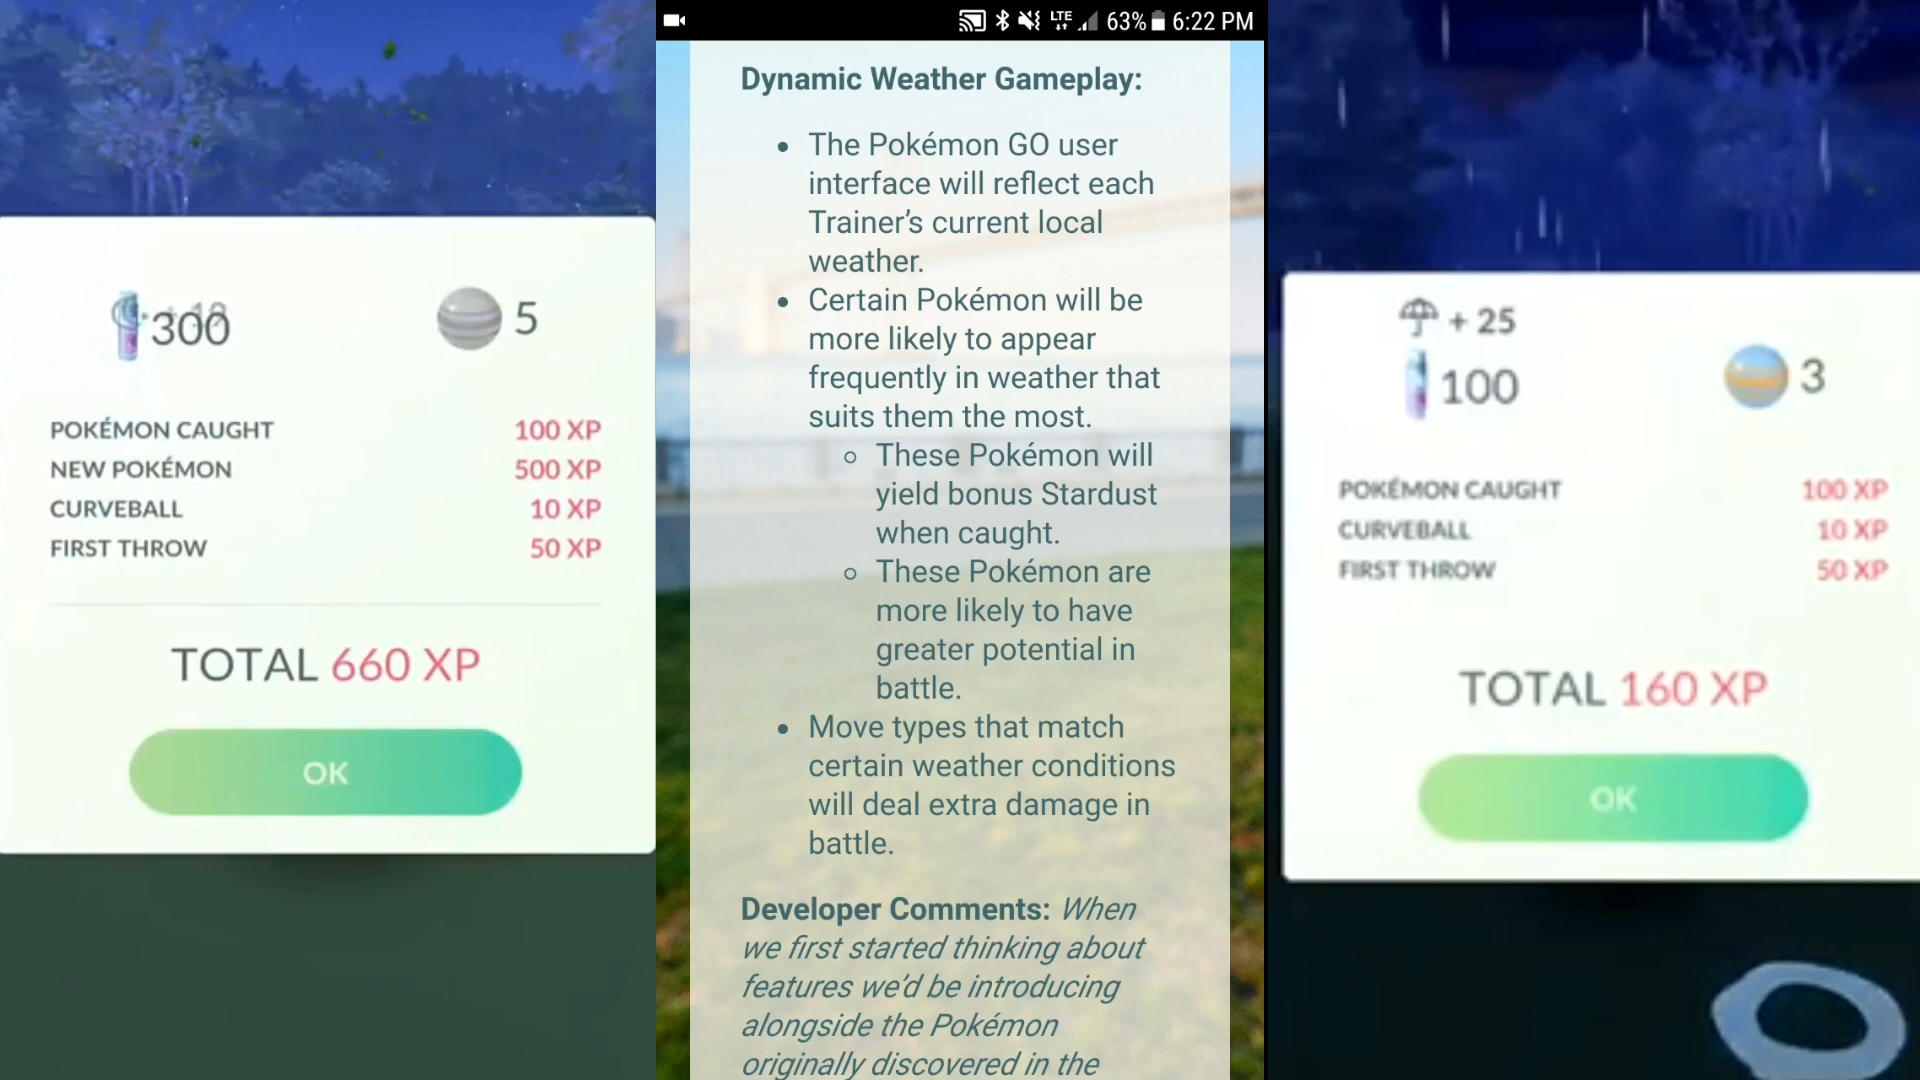 300
5
POKÉMON CAUGHT 100 XP
NEW POKÉMON 500 XP
CURVEBALL 10 XP
FIRST THROW 50 XP
TOTAL 660 XP
OK
LTE 63% 6:22 PM
Dynamic Weather Gameplay:
• The Pokémon GO user
interface will reflect each
Trainer’s current local
weather.
• Certain Pokémon will be
more likely to appear
frequently in weather that
suits them the most.
○ These Pokémon will
yield bonus Stardust
when caught.
○ These Pokémon are
more likely to have
greater potential in
battle.
• Move types that match
certain weather conditions
will deal extra damage in
battle.
Developer Comments: When
we first started thinking about
features we’d be introducing
alongside the Pokémon
originally discovered in the
+ 25
100
3
POKÉMON CAUGHT 100 XP
CURVEBALL 10 XP
FIRST THROW 50 XP
TOTAL 160 XP
OK